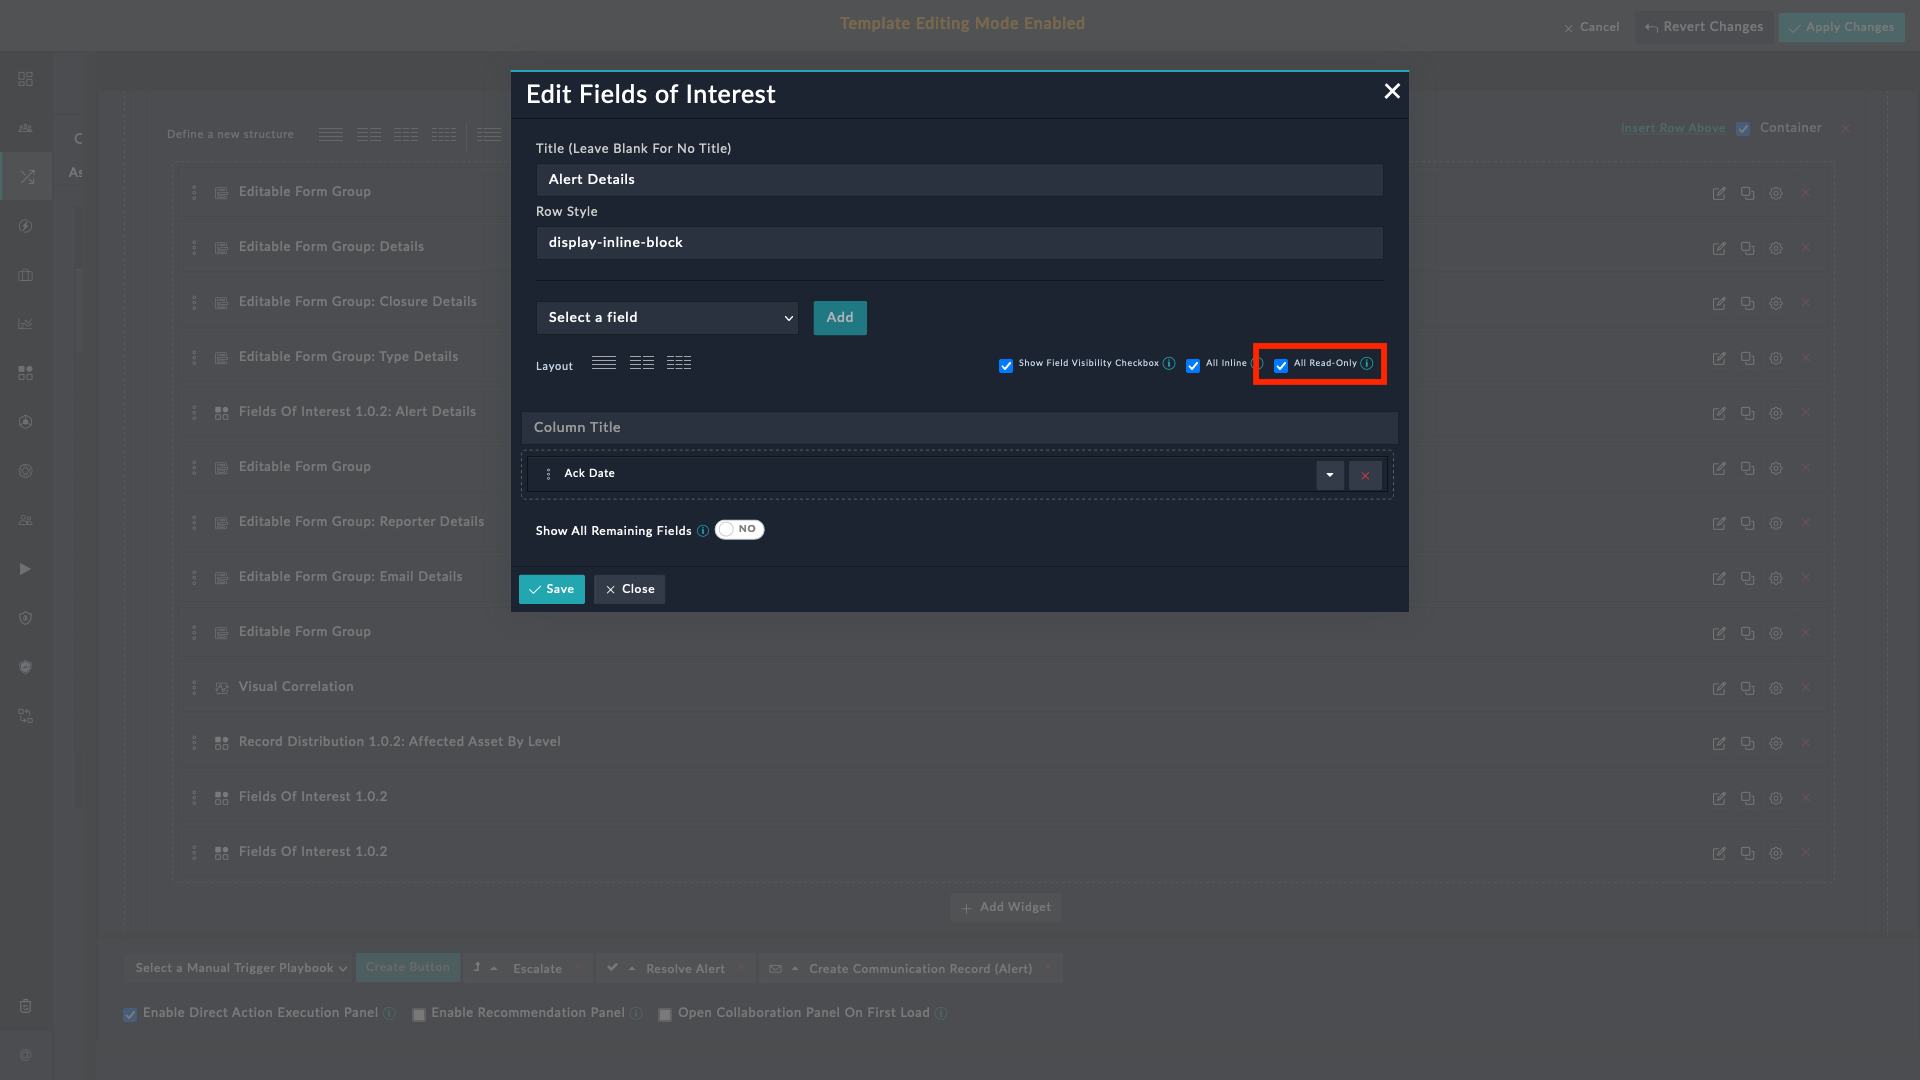 Template Editing Mode Enabled
Cancel
Revert Changes
Apply Changes
Edit Fields of Interest
Define a new structure
Insert Row Above
Container
C
As
Title (Leave Blank For No Title)
Alert Details
Row Style
display-inline-block
Select a field
Add
Layout
Show Field Visibility Checkbox
All Inline
All Read-Only
Column Title
Ack Date
Show All Remaining Fields
NO
Save
Close
Editable Form Group
Editable Form Group: Details
Editable Form Group: Closure Details
Editable Form Group: Type Details
Fields Of Interest 1.0.2: Alert Details
Editable Form Group
Editable Form Group: Reporter Details
Editable Form Group: Email Details
Editable Form Group
Visual Correlation
Record Distribution 1.0.2: Affected Asset By Level
Fields Of Interest 1.0.2
Fields Of Interest 1.0.2
Add Widget
Select a Manual Trigger Playbook
Create Button
Escalate
Resolve Alert
Create Communication Record (Alert)
Enable Direct Action Execution Panel
Enable Recommendation Panel
Open Collaboration Panel On First Load